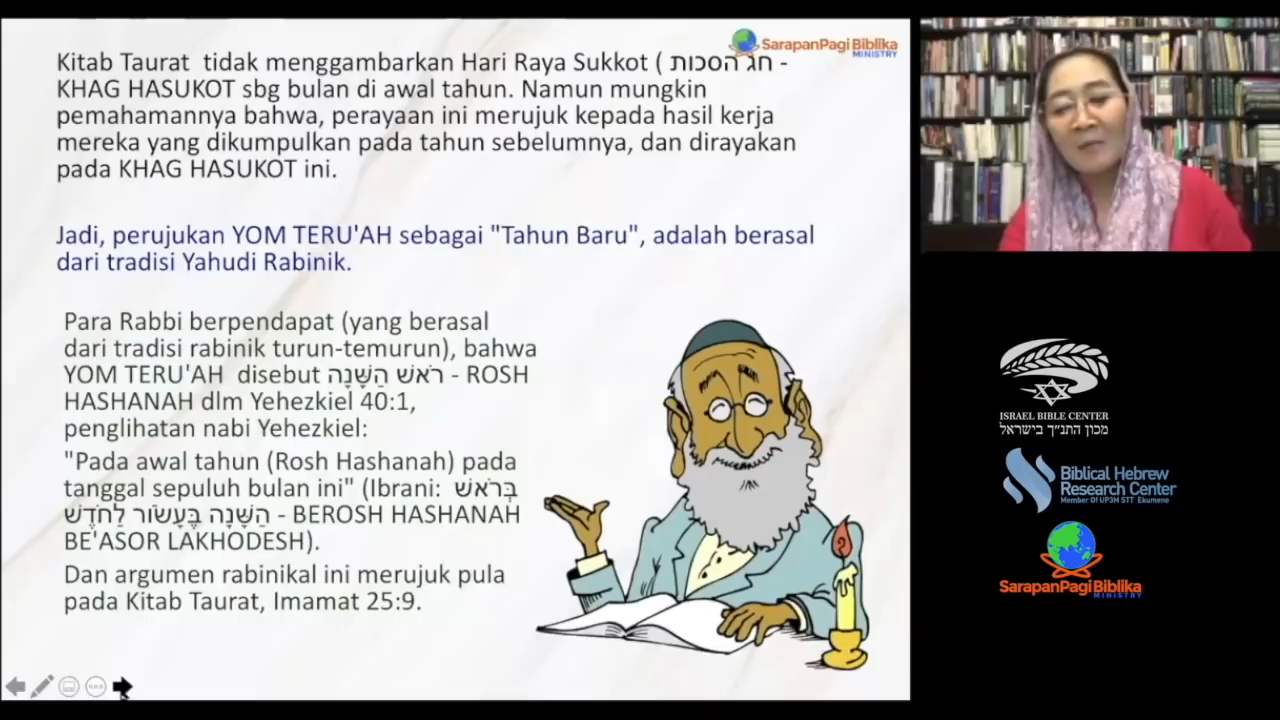 SarapanPagi Biblika
MINISTRY
Kitab Taurat tidak menggambarkan Hari Raya Sukkot ( חג הסכות -
KHAG HASUKOT sbg bulan di awal tahun. Namun mungkin
pemahamannya bahwa, perayaan ini merujuk kepada hasil kerja
mereka yang dikumpulkan pada tahun sebelumnya, dan dirayakan
pada KHAG HASUKOT ini.
Jadi, perujukan YOM TERU'AH sebagai "Tahun Baru", adalah berasal
dari tradisi Yahudi Rabinik.
Para Rabbi berpendapat (yang berasal
dari tradisi rabinik turun-temurun), bahwa
YOM TERU'AH disebut רֹאשׁ הַשָּׁנָה - ROSH
HASHANAH dlm Yehezkiel 40:1,
penglihatan nabi Yehezkiel:
"Pada awal tahun (Rosh Hashanah) pada
tanggal sepuluh bulan ini" (Ibrani: בְּרֹאשׁ
הַשָּׁנָה בֶּעָשׂוֹר לַחֹדֶשׁ - BEROSH HASHANAH
BE'ASOR LAKHODESH).
Dan argumen rabinikal ini merujuk pula
pada Kitab Taurat, Imamat 25:9.
ISRAEL BIBLE CENTER
מכון התנ״ך בישראל
Biblical Hebrew
Research Center
Member Of UP3M STT Ekumene
SarapanPagi Biblika
MINISTRY